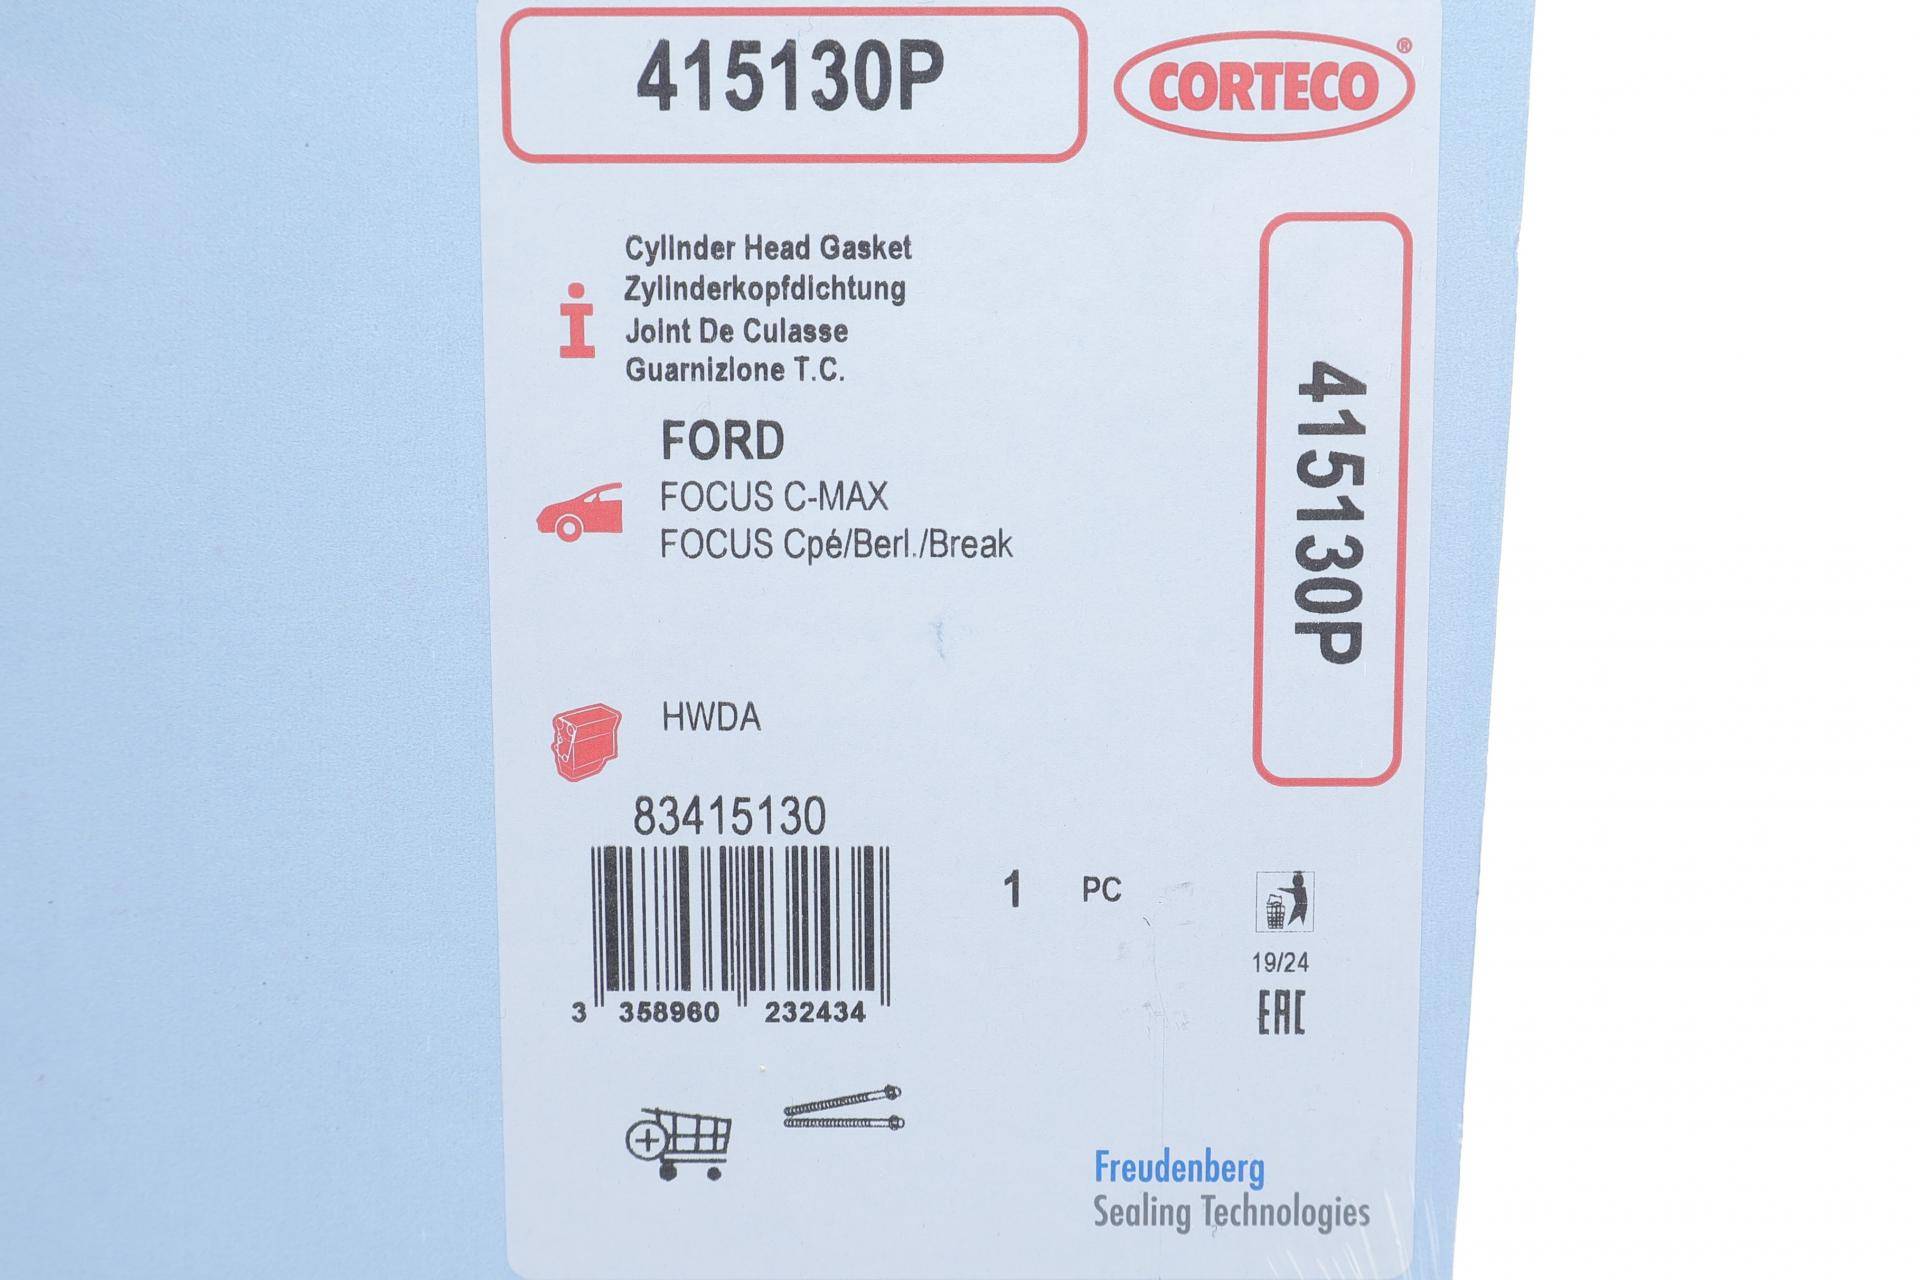 415130P
CORTECO®
Cylinder Head Gasket
Zylinderkopfdichtung
Joint De Culasse
Guarnizione T.C.
FORD
FOCUS C-MAX
FOCUS Cpé/Berl./Break
415130P
HWDA
83415130
1 PC
19/24
EAC
3 358960 232434
Freudenberg
Sealing Technologies